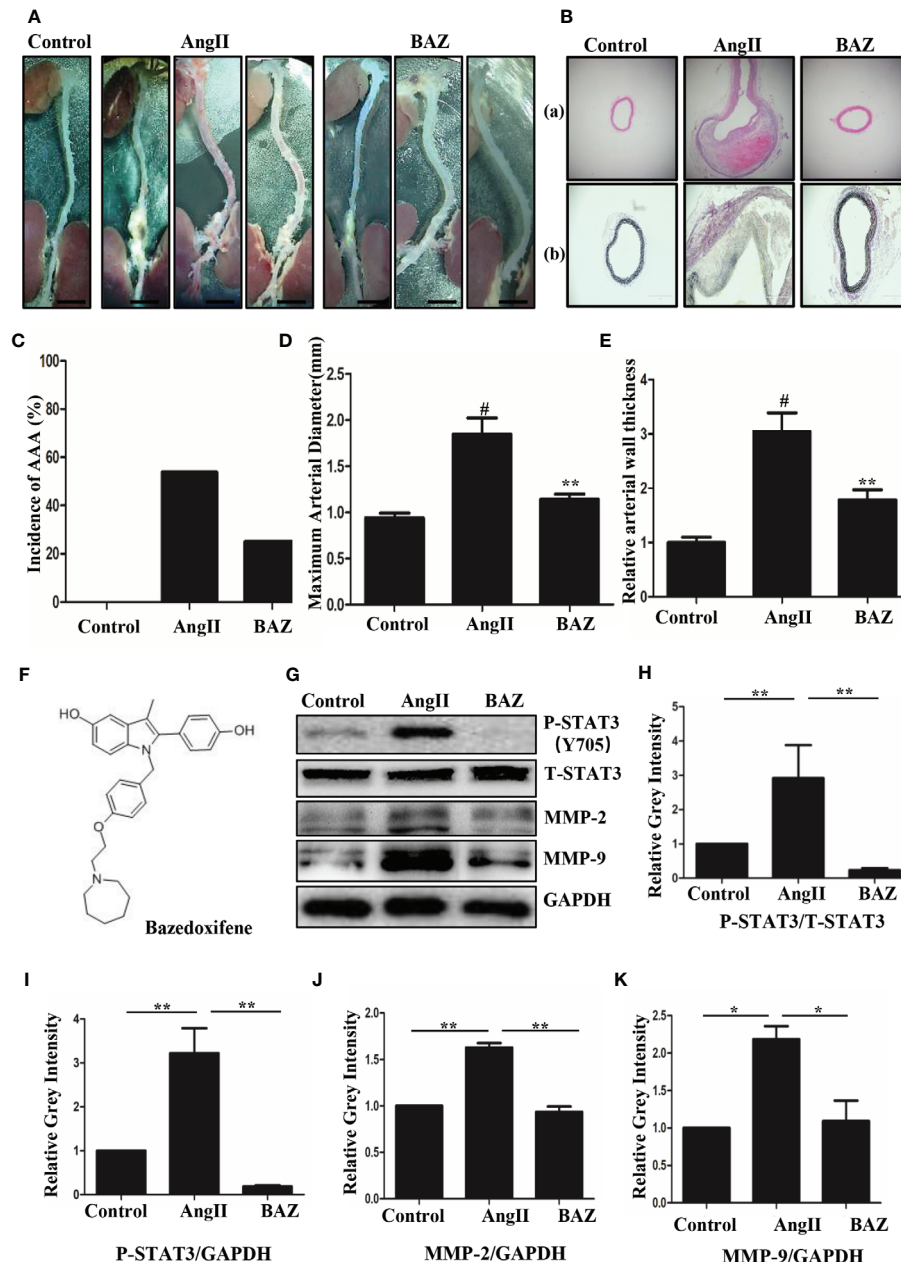 A
Control AngII BAZ
B
Control AngII BAZ
(a)
(b)
C
Incidence of AAA (%)
100
80
60
40
20
0
Control AngII BAZ
D
Maximum Arterial Diameter(mm)
2.5
2.0
1.5
1.0
0.5
0.0
#
**
Control AngII BAZ
E
Relative arterial wall thickness
4
3
2
1
0
#
**
Control AngII BAZ
F
HO
OH
N
O
N
Bazedoxifene
G
Control AngII BAZ
P-STAT3
(Y705)
T-STAT3
MMP-2
MMP-9
GAPDH
H
Relative Grey Intensity
5
4
3
2
1
0
** **
Control AngII BAZ
P-STAT3/T-STAT3
I
Relative Grey Intensity
4
3
2
1
0
** **
Control AngII BAZ
P-STAT3/GAPDH
J
Relative Grey Intensity
2.0
1.5
1.0
0.5
0.0
** **
Control AngII BAZ
MMP-2/GAPDH
K
Relative Grey Intensity
2.5
2.0
1.5
1.0
0.5
0.0
* *
Control AngII BAZ
MMP-9/GAPDH